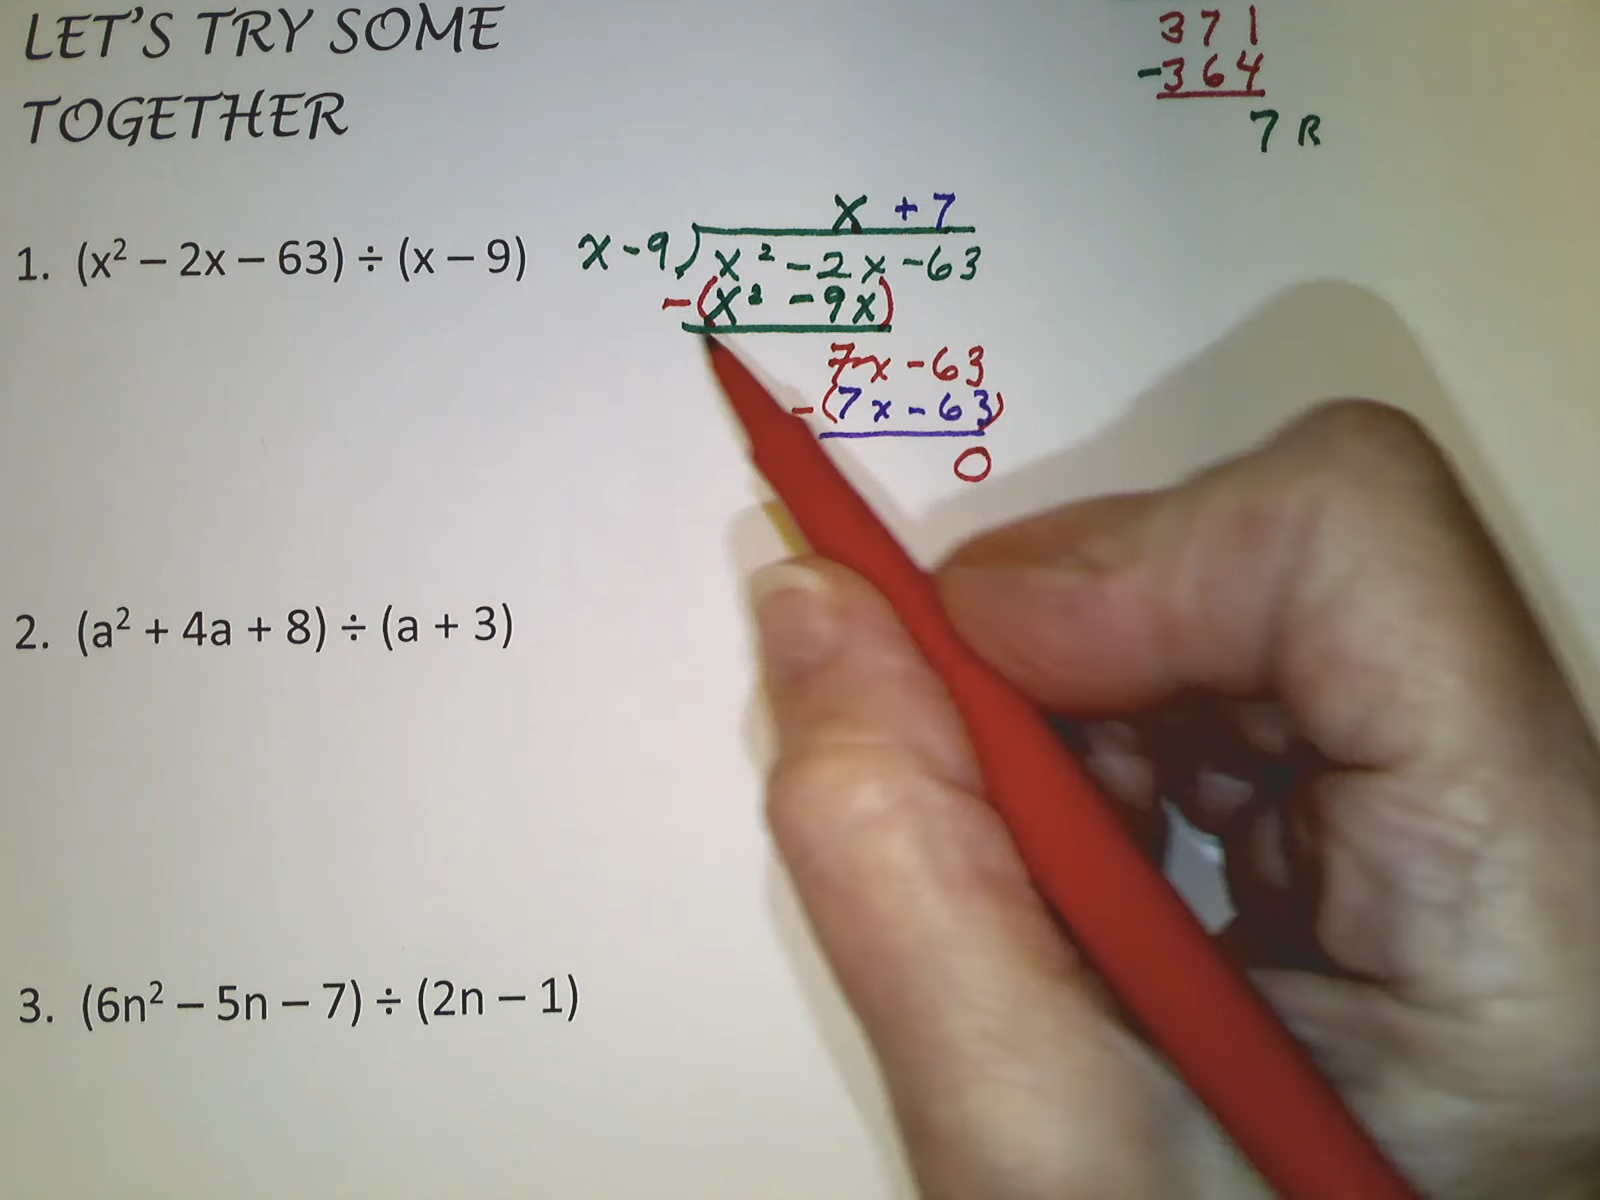 LET'S TRY SOME
TOGETHER
371
-364
7 R
x + 7
1. (x² – 2x – 63) ÷ (x – 9)
x - 9)x² - 2x - 63
-(x² - 9x)
7x - 63
-(7x - 63)
0
2. (a² + 4a + 8) ÷ (a + 3)
3. (6n² – 5n – 7) ÷ (2n – 1)